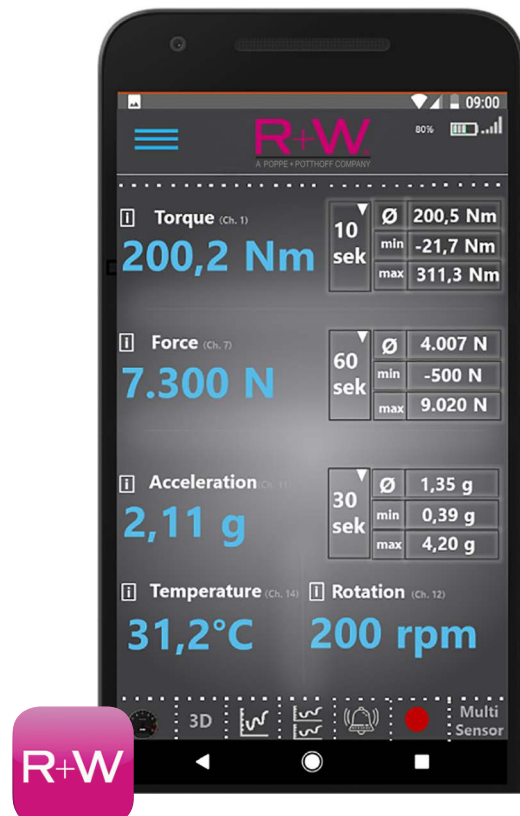 09:00
R+W
A POPPE + POTTHOFF COMPANY
80%
i Torque (Ch. 1)
200,2 Nm
10 sek
Ø 200,5 Nm
min -21,7 Nm
max 311,3 Nm
i Force (Ch. 7)
7.300 N
60 sek
Ø 4.007 N
min -500 N
max 9.020 N
i Acceleration
2,11 g
30 sek
Ø 1,35 g
min 0,39 g
max 4,20 g
i Temperature (Ch. 14)
31,2°C
i Rotation (Ch. 12)
200 rpm
3D
Multi
Sensor
R+W